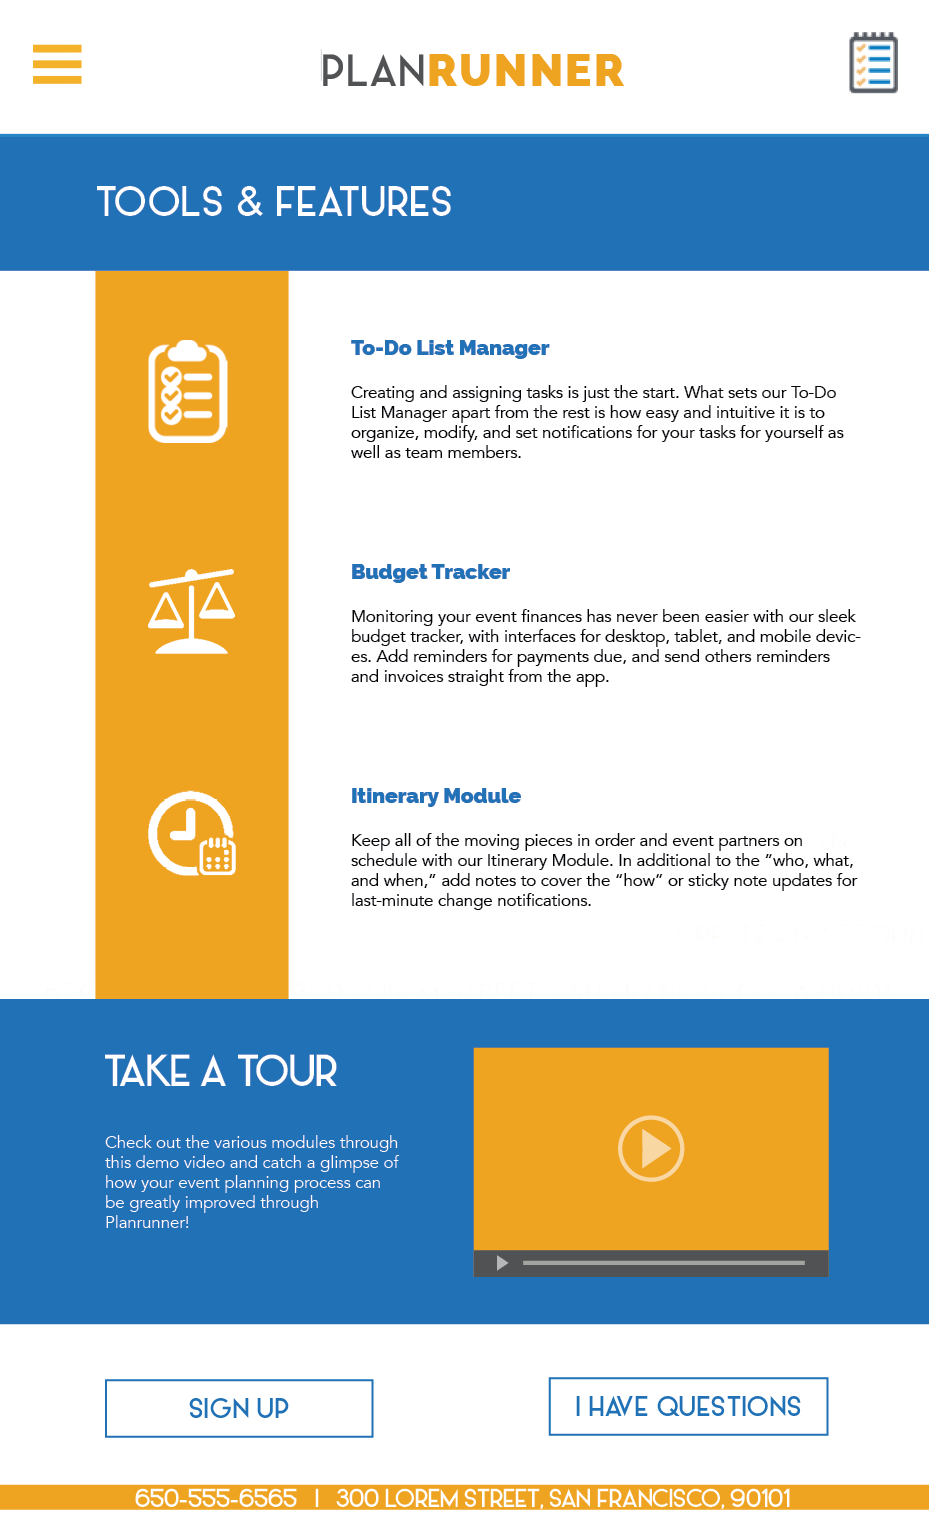 PLANRUNNER
TOOLS & FEATURES
To-Do List Manager
Creating and assigning tasks is just the start. What sets our To-Do
List Manager apart from the rest is how easy and intuitive it is to
organize, modify, and set notifications for your tasks for yourself as
well as team members.
Budget Tracker
Monitoring your event finances has never been easier with our sleek
budget tracker, with interfaces for desktop, tablet, and mobile devic-
es. Add reminders for payments due, and send others reminders
and invoices straight from the app.
Itinerary Module
Keep all of the moving pieces in order and event partners on
schedule with our Itinerary Module. In additional to the “who, what,
and when,” add notes to cover the “how” or sticky note updates for
last-minute change notifications.
TAKE A TOUR
Check out the various modules through
this demo video and catch a glimpse of
how your event planning process can
be greatly improved through
Planrunner!
SIGN UP
I HAVE QUESTIONS
650-555-6565 | 300 LOREM STREET, SAN FRANCISCO, 90101